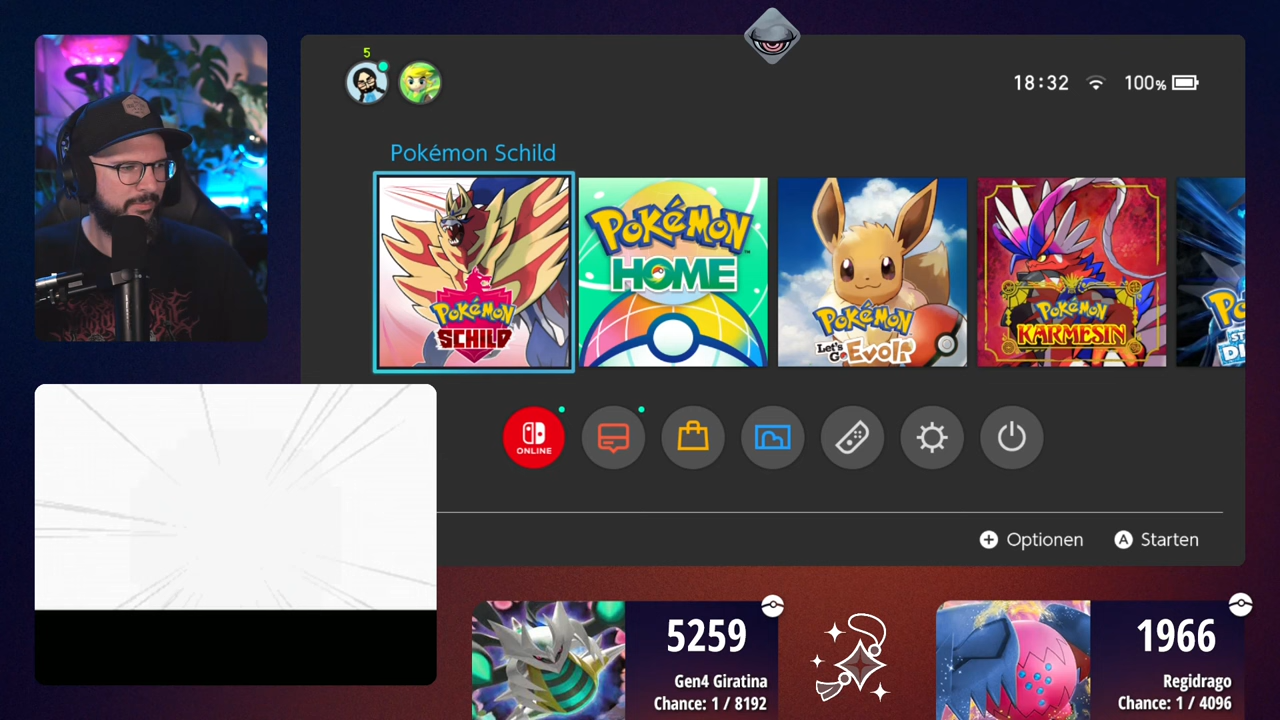 5
18:32
100%
Pokémon Schild
POKéMON
SCHILD
POKéMON
HOME
POKéMON
Let's Go Evoli
POKéMON
KARMESIN
ONLINE
Optionen
A Starten
5259
Gen4 Giratina
Chance: 1 / 8192
1966
Regidrago
Chance: 1 / 4096